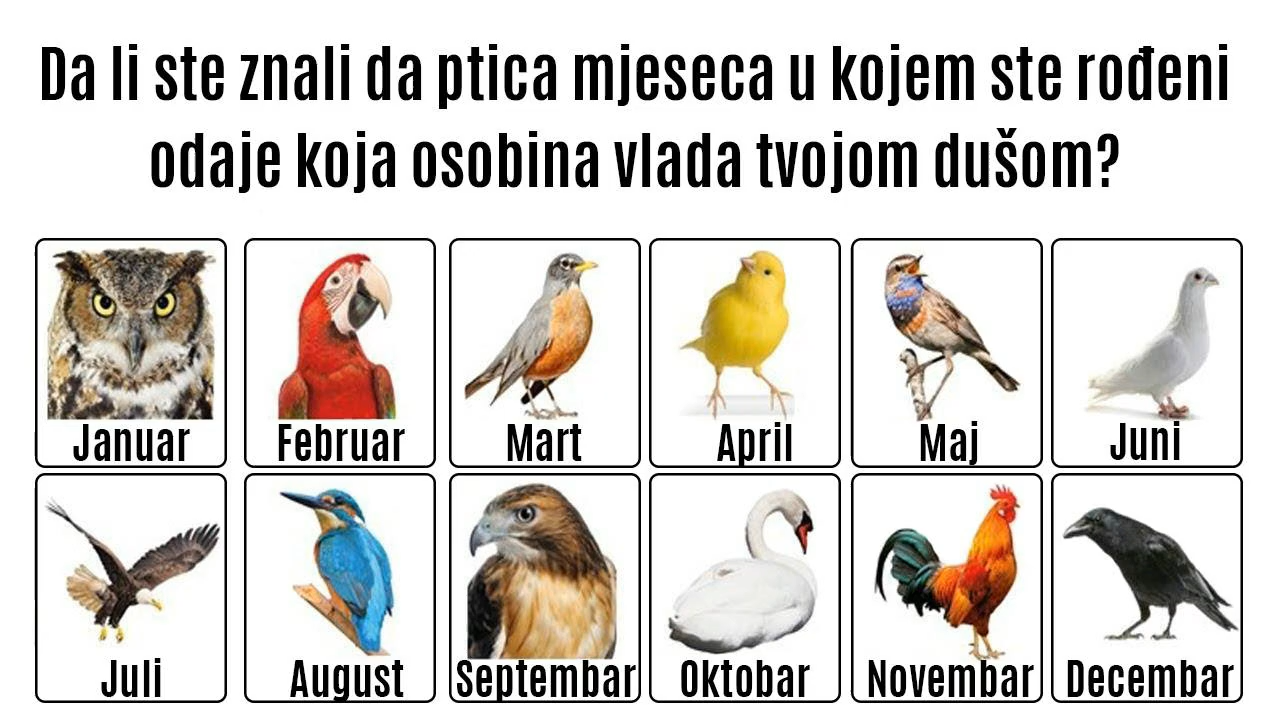 Da li ste znali da ptica mjeseca u kojem ste rođeni
odaje koja osobina vlada tvojom dušom?
Januar
Februar
Mart
April
Maj
Juni
Juli
August
Septembar
Oktobar
Novembar
Decembar